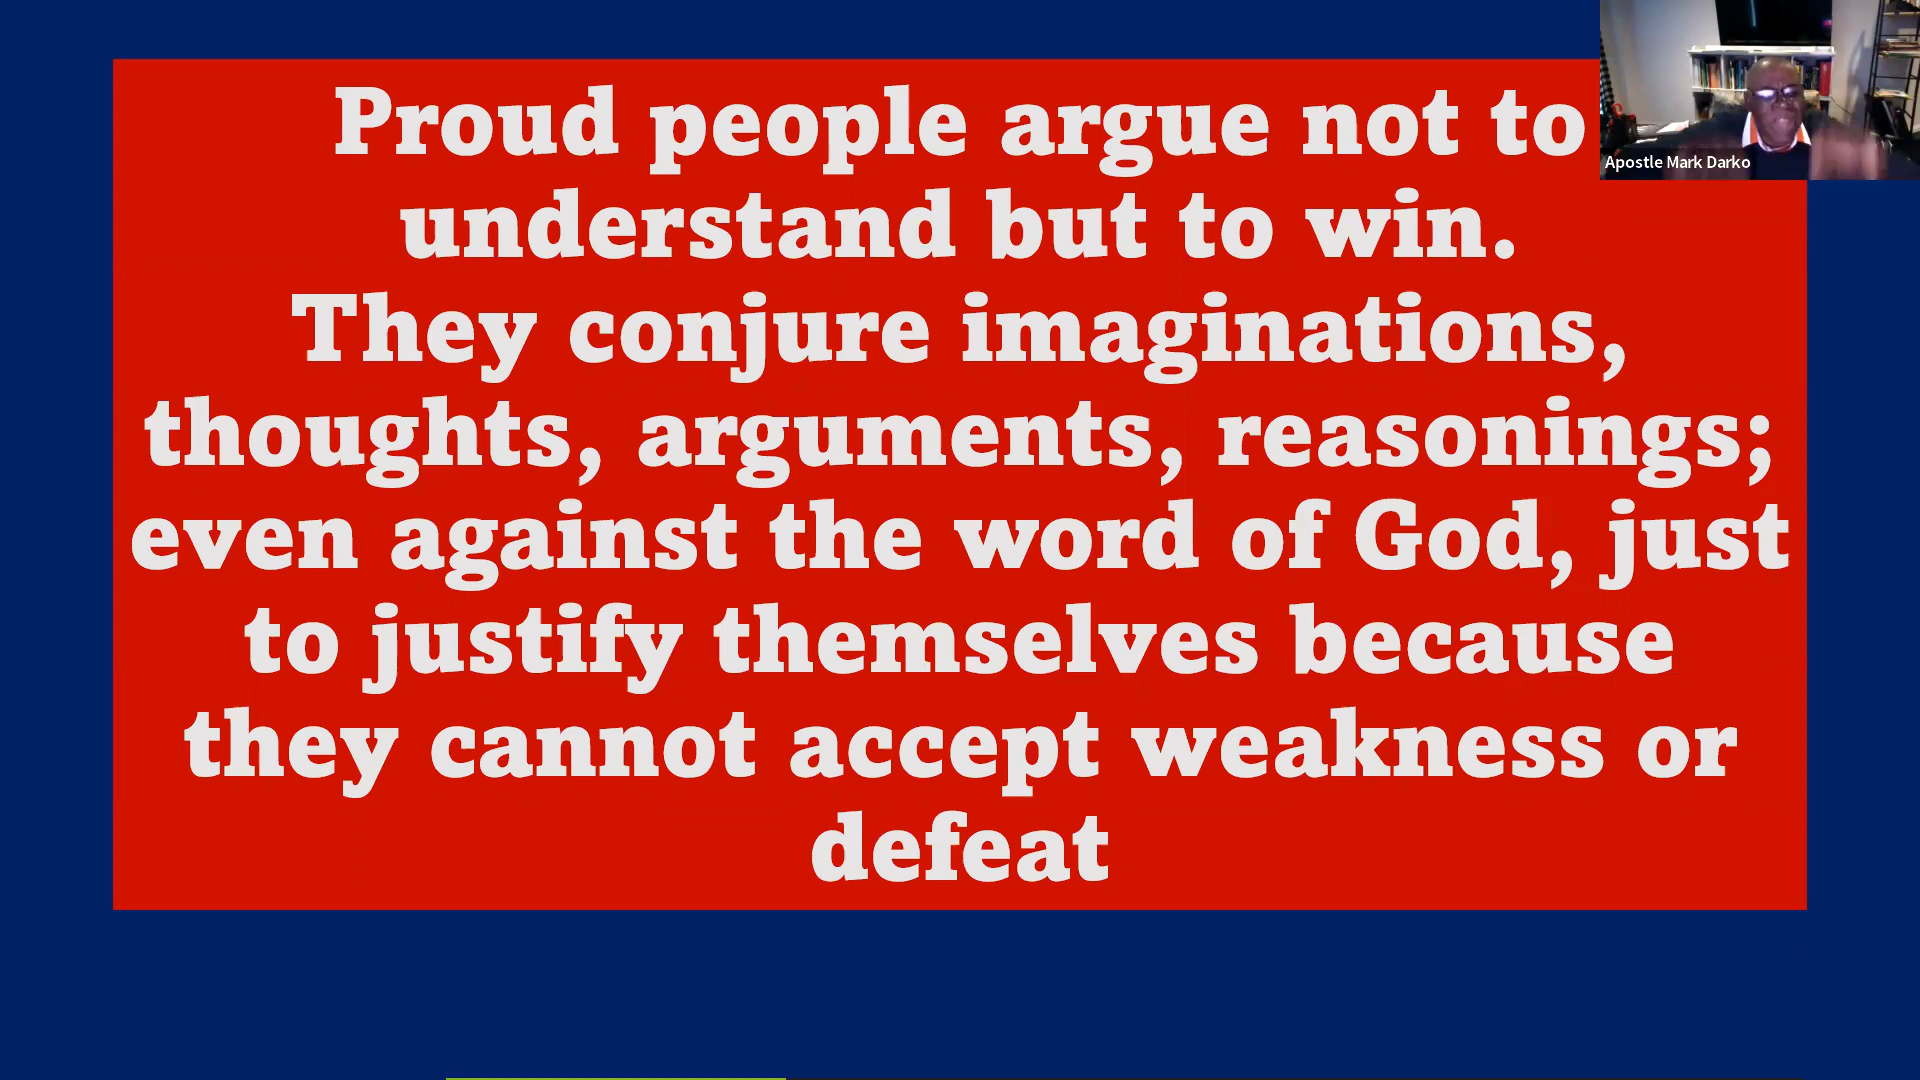 Proud people argue not to
understand but to win.
They conjure imaginations,
thoughts, arguments, reasonings;
even against the word of God, just
to justify themselves because
they cannot accept weakness or
defeat
Apostle Mark Darko